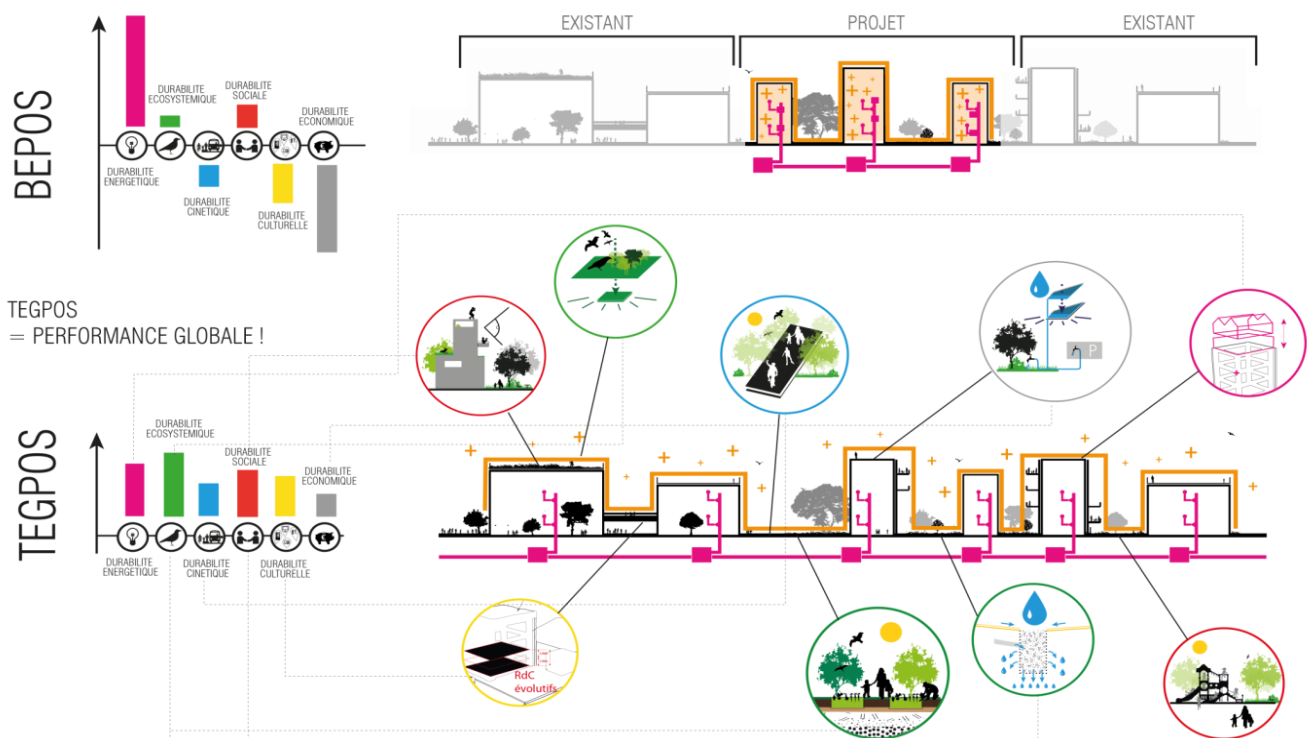 EXISTANT
PROJET
EXISTANT
BEPOS
DURABILITE
ECOSYSTEMIQUE
DURABILITE
SOCIALE
DURABILITE
ECONOMIQUE
DURABILITE
ENERGETIQUE
DURABILITE
CINETIQUE
DURABILITE
CULTURELLE
TEGPOS
= PERFORMANCE GLOBALE !
P
TEGPOS
DURABILITE
ECOSYSTEMIQUE
DURABILITE
SOCIALE
DURABILITE
ECONOMIQUE
DURABILITE
ENERGETIQUE
DURABILITE
CINETIQUE
DURABILITE
CULTURELLE
RdC
évolutifs